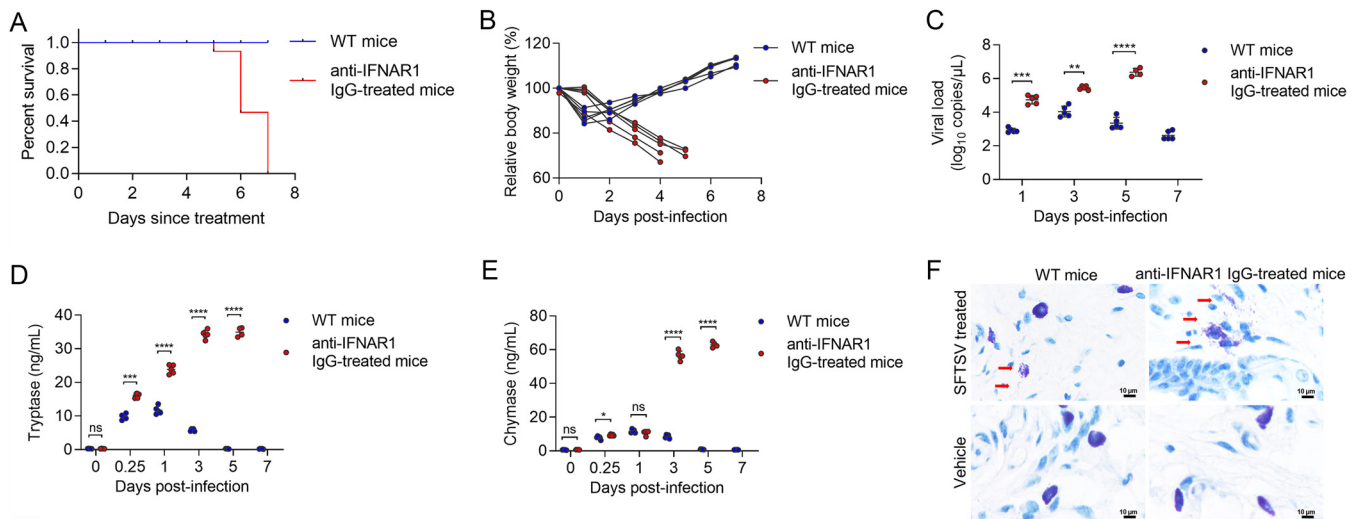 A
Percent survival
1.0
0.8
0.6
0.4
0.2
0.0
0 2 4 6 8
Days since treatment
WT mice
anti-IFNAR1
IgG-treated mice
B
Relative body weight (%)
120
100
80
60
0 2 4 6 8
Days post-infection
WT mice
anti-IFNAR1
IgG-treated mice
C
Viral load
(log10 copies/μL)
8
6
4
2
0
*** ** ****
1 3 5 7
Days post-infection
WT mice
anti-IFNAR1
IgG-treated mice
D
Tryptase (ng/mL)
40
30
20
10
0
ns *** **** **** ****
0 0.25 1 3 5 7
Days post-infection
WT mice
anti-IFNAR1
IgG-treated mice
E
Chymase (ng/mL)
80
60
40
20
0
ns * ns **** ****
0 0.25 1 3 5 7
Days post-infection
WT mice
anti-IFNAR1
IgG-treated mice
F
WT mice anti-IFNAR1 IgG-treated mice
SFTSV treated
10 μm 10 μm
Vehicle
10 μm 10 μm